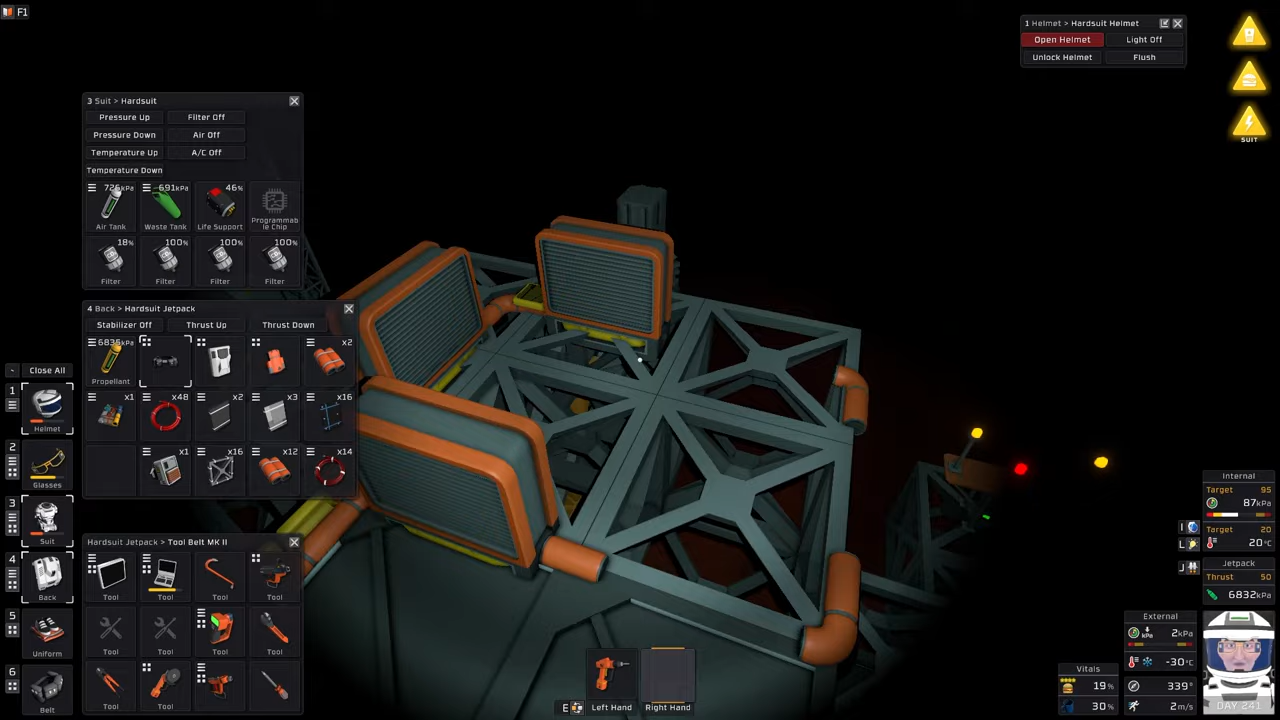 F1
1 Helmet > Hardsuit Helmet
Open Helmet Light Off
Unlock Helmet Flush
SUIT
3 Suit > Hardsuit
Pressure Up Filter Off
Pressure Down Air Off
Temperature Up A/C Off
Temperature Down
726kPa 691kPa 46%
Air Tank Waste Tank Life Support Programmab
le Chip
18% 100% 100% 100%
Filter Filter Filter Filter
4 Back > Hardsuit Jetpack
Stabilizer Off Thrust Up Thrust Down
6835kPa x2
Propellant
x1 x48 x2 x3 x16
x1 x16 x12 x14
- Close All
1 Helmet
2 Glasses
3 Suit
4 Back
5 Uniform
6 Belt
Hardsuit Jetpack > Tool Belt MK II
Tool Tool Tool Tool
Tool Tool Tool Tool
Tool Tool Tool Tool
E Left Hand Right Hand
Internal
Target 95
87kPa
Target 20
20°C
I
L
J
Jetpack
Thrust 50
6832kPa
External
2kPa
-30°C
339°
2m/s
Vitals
19%
30%
DAY 241